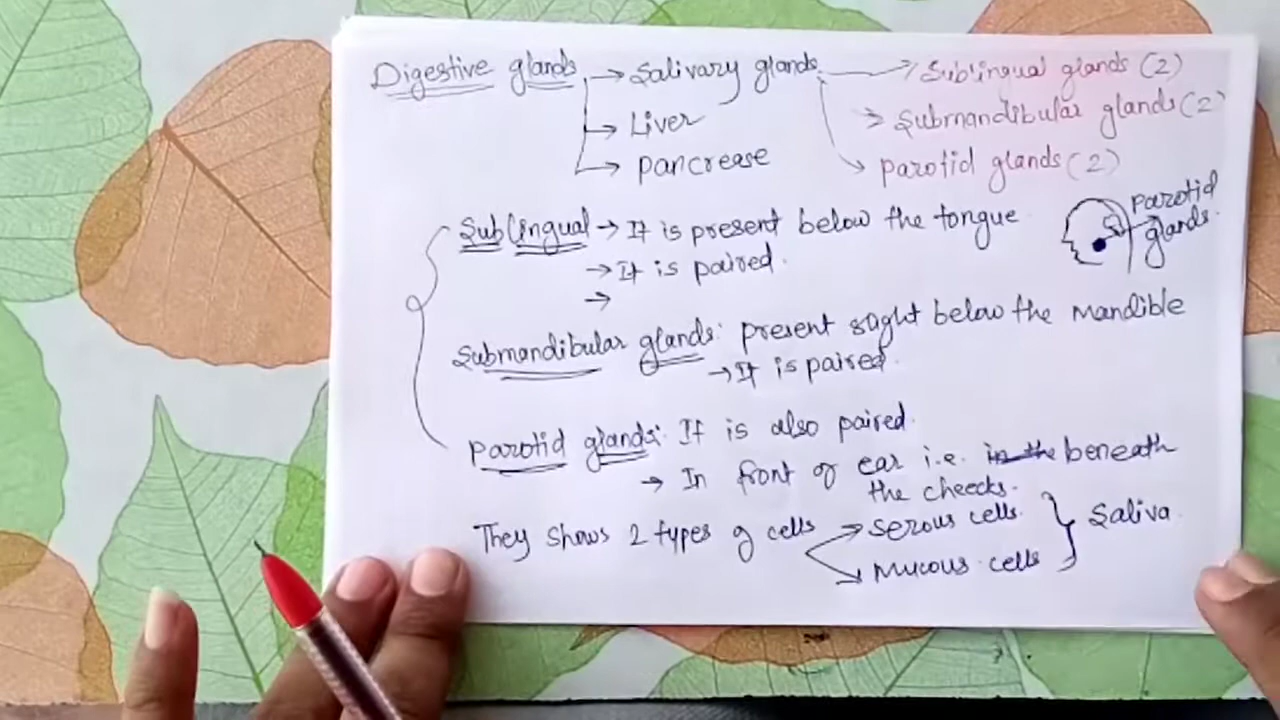 Digestive glands → Salivary glands → Sublingual glands (2)
→ Liver → Submandibular glands (2)
→ Pancrease → Parotid glands (2)
Parotid glands.
Sublingual → It is present below the tongue
→ It is paired.
→
Submandibular glands: present right below the Mandible
→ It is paired.
Parotid glands: It is also paired.
→ In front of ear i.e. in the beneath
the cheecks.
They shows 2 types of cells → Serous cells.
→ Mucous cells } Saliva